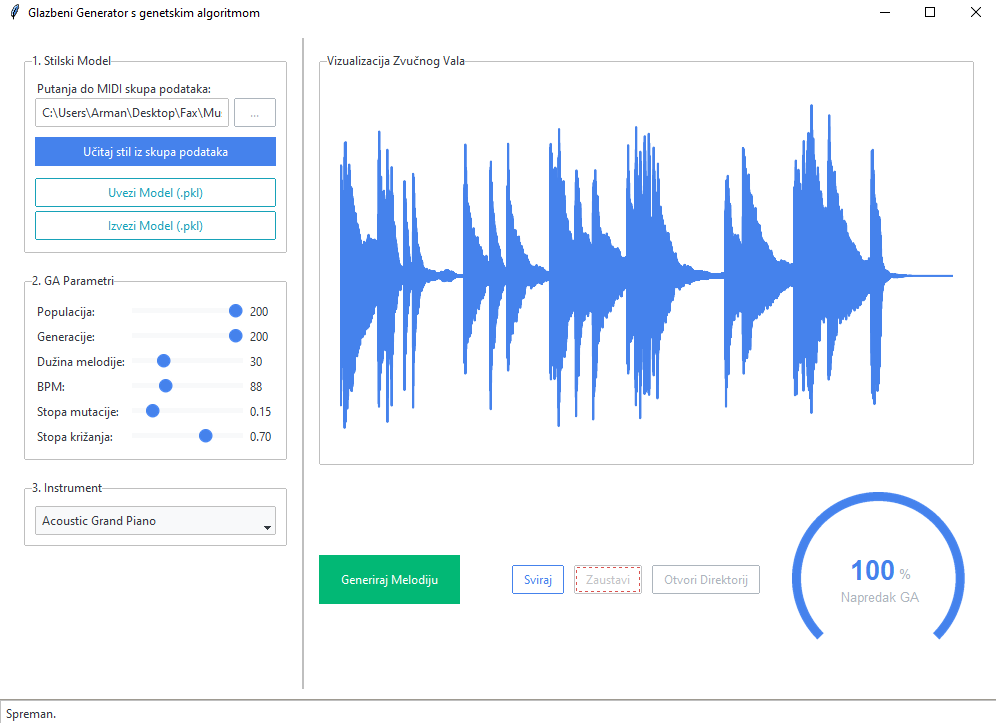 Glazbeni Generator s genetskim algoritmom
1. Stilski Model
Putanja do MIDI skupa podataka:
C:\Users\Arman\Desktop\Fax\Mu
...
Učitaj stil iz skupa podataka
Uvezi Model (.pkl)
Izvezi Model (.pkl)
2. GA Parametri
Populacija: 200
Generacije: 200
Dužina melodije: 30
BPM: 88
Stopa mutacije: 0.15
Stopa križanja: 0.70
3. Instrument
Acoustic Grand Piano
Vizualizacija Zvučnog Vala
Generiraj Melodiju
Sviraj
Zaustavi
Otvori Direktorij
100 %
Napredak GA
Spreman.